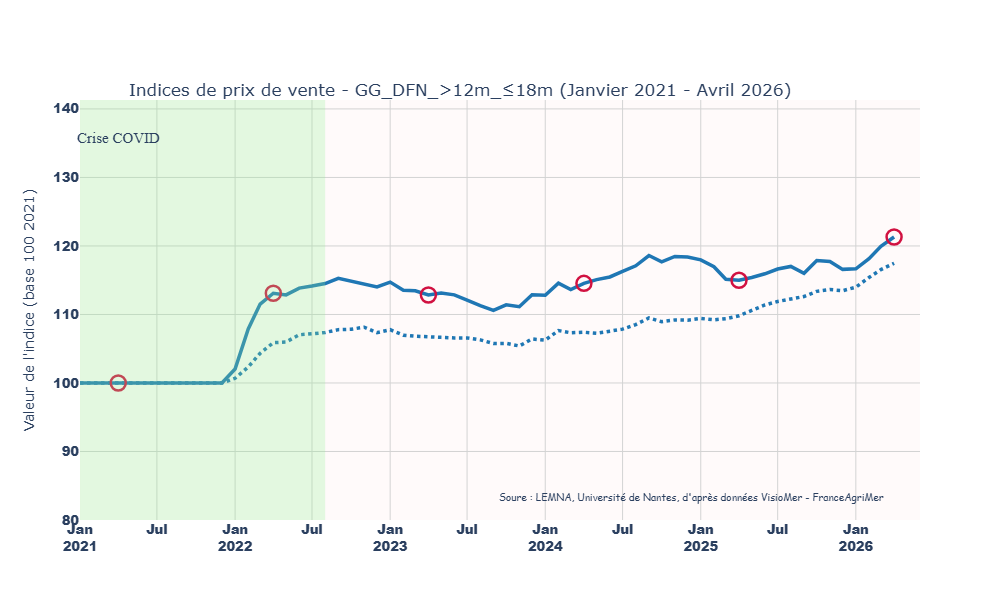 Indices de prix de vente - GG_DFN_>12m_≤18m (Janvier 2021 - Avril 2026)
Valeur de l'indice (base 100 2021)
140
Crise COVID
130
120
110
100
90
80
Soure : LEMNA, Université de Nantes, d'après données VisioMer - FranceAgriMer
Jan Jul Jan Jul Jan Jul Jan Jul Jan Jul Jan
2021 2022 2023 2024 2025 2026